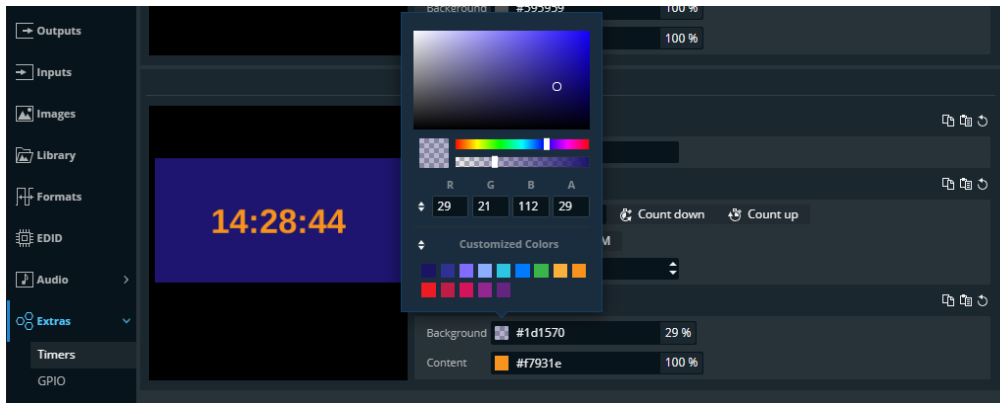 Outputs
Inputs
Images
Library
Formats
EDID
Audio
Extras
Timers
GPIO
14:28:44
Background #595959 100 %
100 %
Count down Count up
M
R G B A
29 21 112 29
Customized Colors
Background #1d1570 29 %
Content #f7931e 100 %